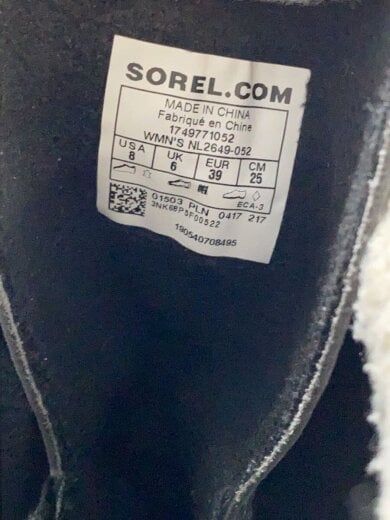 SOREL.COM
MADE IN CHINA
Fabriqué en Chine
1749771052
WMN'S NL2649-052
USA UK EUR CM
8 6 39 25
01503 PLN 0417 217
3NK6BP5F00522 ECA-3
190540708495